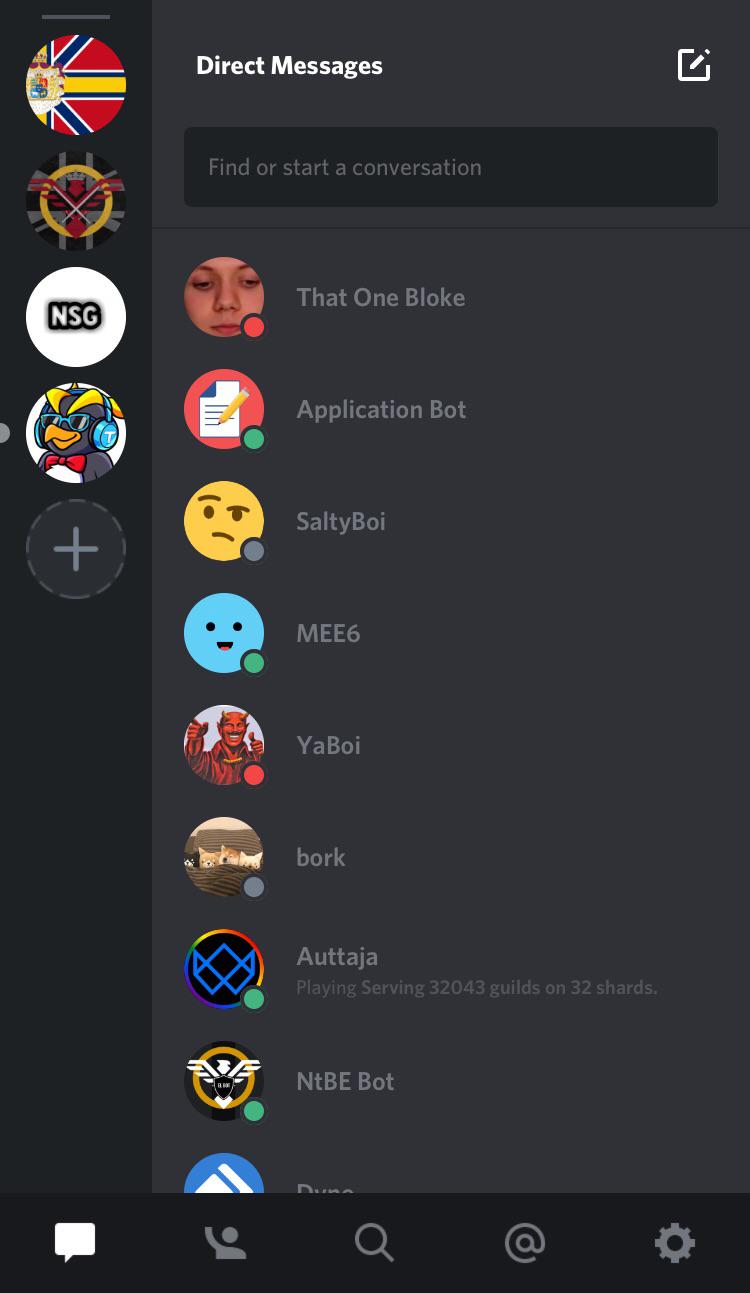 Direct Messages
Find or start a conversation
NSG
That One Bloke
Application Bot
SaltyBoi
MEE6
YaBoi
bork
Auttaja
Playing Serving 32043 guilds on 32 shards.
NtBE Bot
Dyno